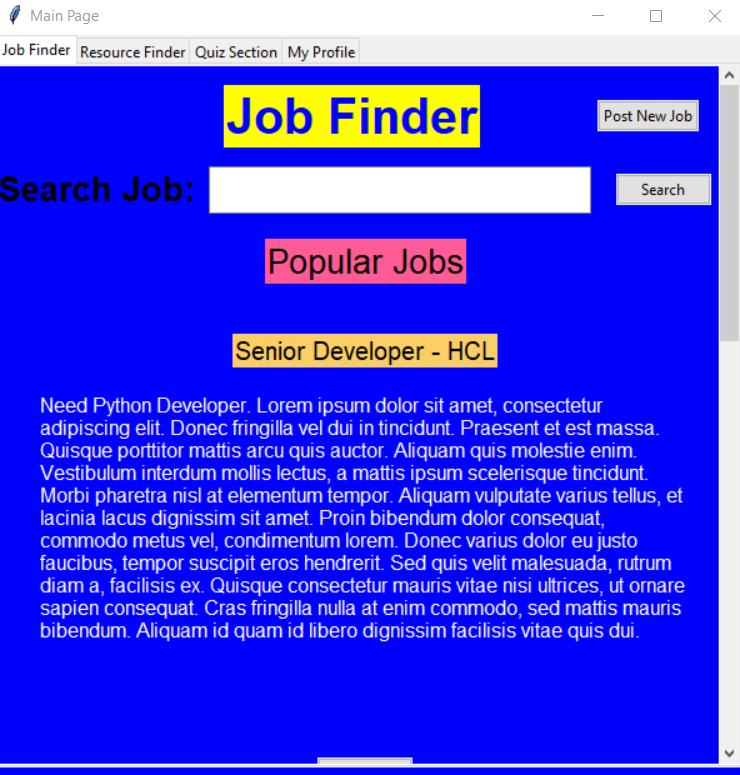 Main Page
Job Finder Resource Finder Quiz Section My Profile
Job Finder
Post New Job
Search Job:
Search
Popular Jobs
Senior Developer - HCL
Need Python Developer. Lorem ipsum dolor sit amet, consectetur
adipiscing elit. Donec fringilla vel dui in tincidunt. Praesent et est massa.
Quisque porttitor mattis arcu quis auctor. Aliquam quis molestie enim.
Vestibulum interdum mollis lectus, a mattis ipsum scelerisque tincidunt.
Morbi pharetra nisl at elementum tempor. Aliquam vulputate varius tellus, et
lacinia lacus dignissim sit amet. Proin bibendum dolor consequat,
commodo metus vel, condimentum lorem. Donec varius dolor eu justo
faucibus, tempor suscipit eros hendrerit. Sed quis velit malesuada, rutrum
diam a, facilisis ex. Quisque consectetur mauris vitae nisi ultrices, ut ornare
sapien consequat. Cras fringilla nulla at enim commodo, sed mattis mauris
bibendum. Aliquam id quam id libero dignissim facilisis vitae quis dui.